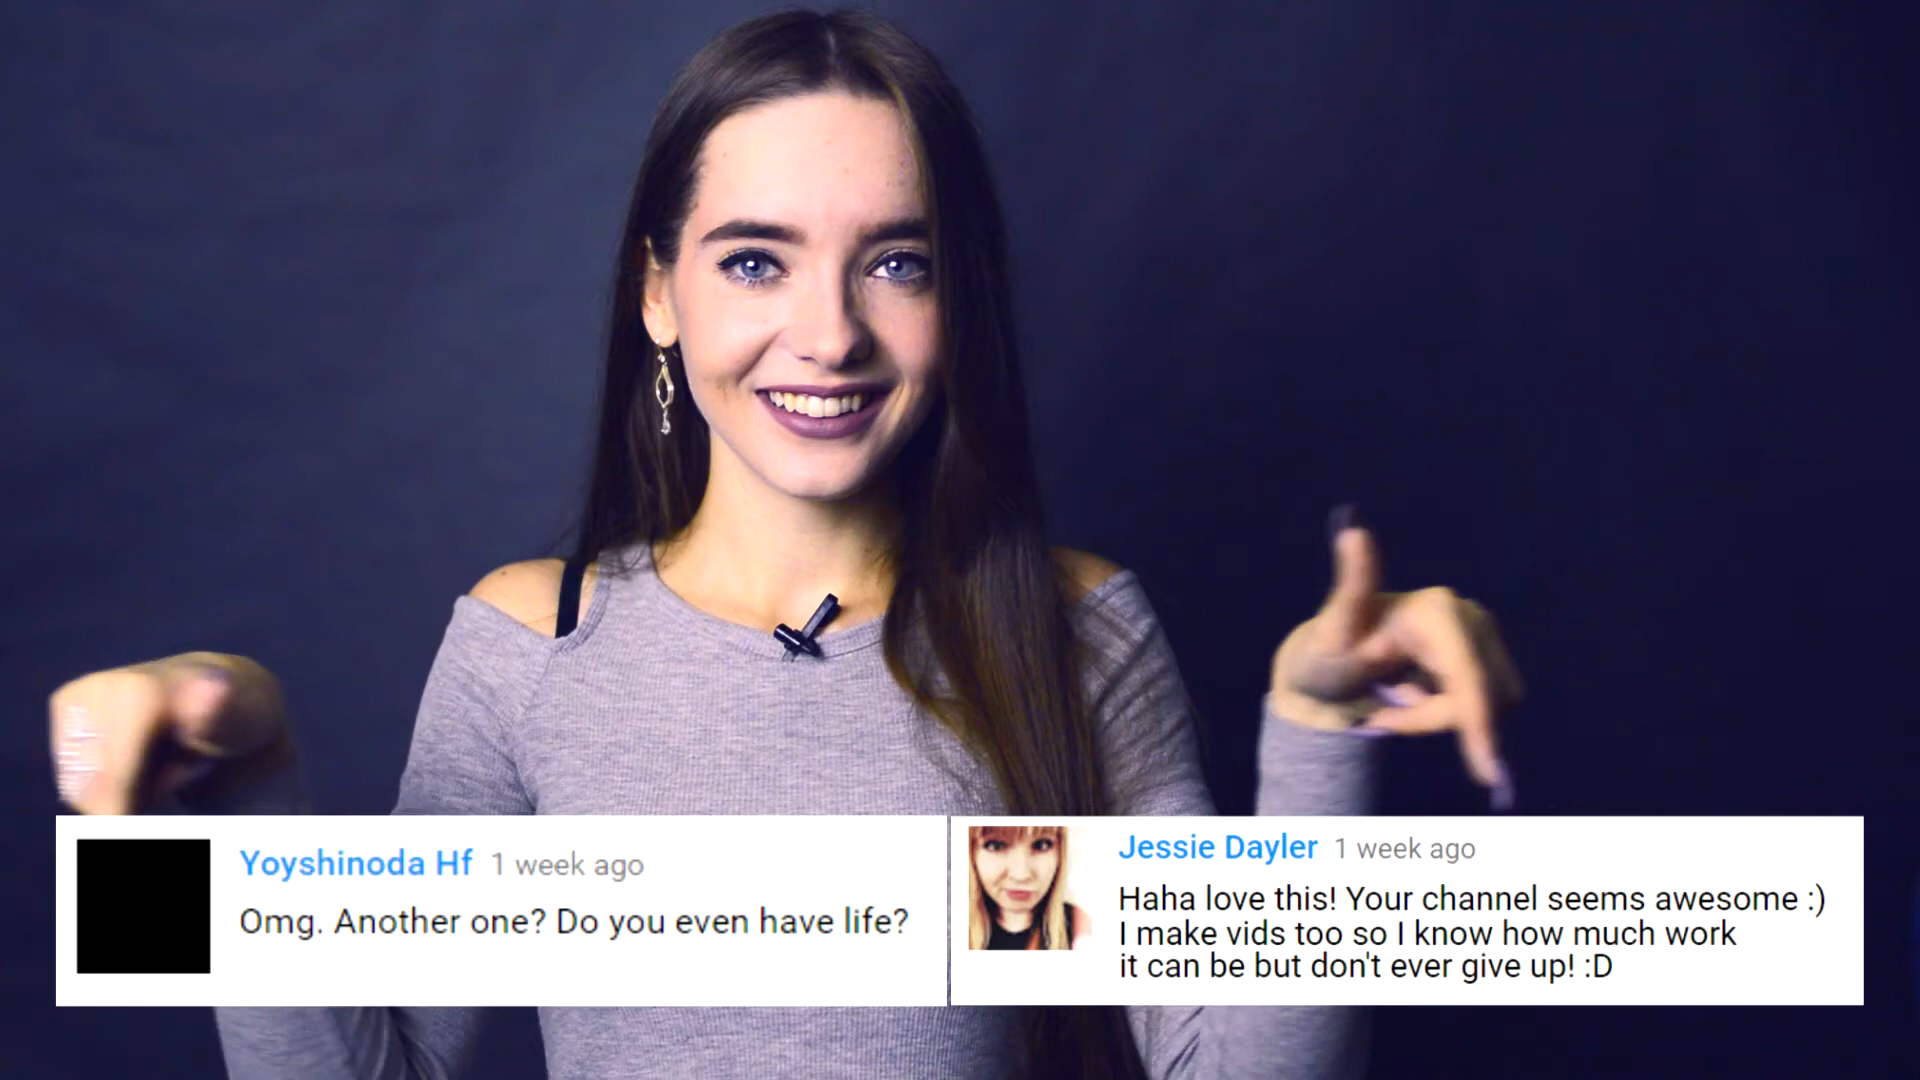 Yoyshinoda Hf 1 week ago
Omg. Another one? Do you even have life?
Jessie Dayler 1 week ago
Haha love this! Your channel seems awesome :)
I make vids too so I know how much work
it can be but don't ever give up! :D